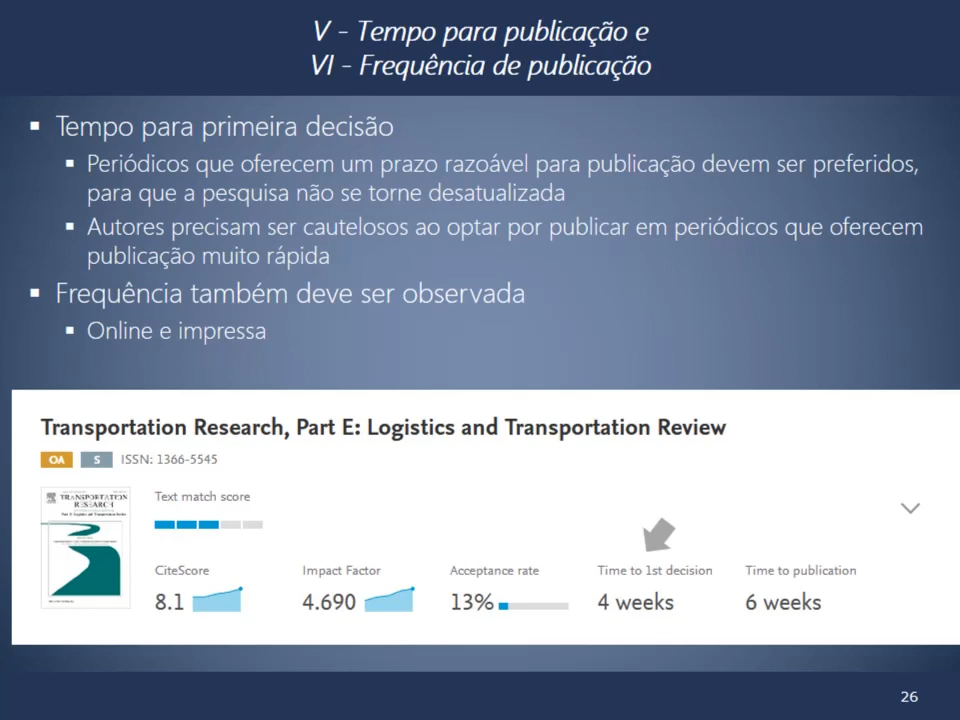 V - Tempo para publicação e
VI - Frequência de publicação
▪ Tempo para primeira decisão
▪ Periódicos que oferecem um prazo razoável para publicação devem ser preferidos,
para que a pesquisa não se torne desatualizada
▪ Autores precisam ser cautelosos ao optar por publicar em periódicos que oferecem
publicação muito rápida
▪ Frequência também deve ser observada
▪ Online e impressa
Transportation Research, Part E: Logistics and Transportation Review
OA S ISSN: 1366-5545
TRANSPORTATION
RESEARCH
Text match score
CiteScore Impact Factor Acceptance rate Time to 1st decision Time to publication
8.1 4.690 13% 4 weeks 6 weeks
26